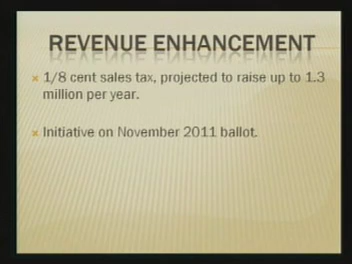 REVENUE ENHANCEMENT
1/8 cent sales tax, projected to raise up to 1.3
million per year.
Initiative on November 2011 ballot.